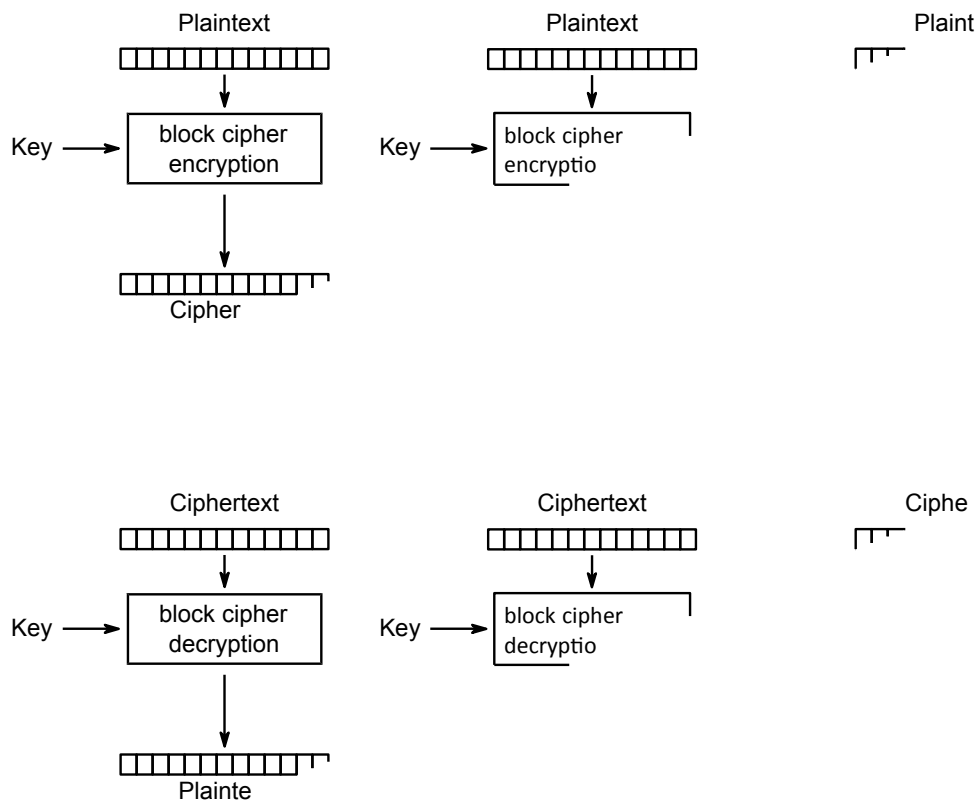 Plaintext
Plaintext
Plaint
Key
block cipher
encryption
Key
block cipher
encryptio
Cipher
Ciphertext
Ciphertext
Ciphe
Key
block cipher
decryption
Key
block cipher
decryptio
Plainte